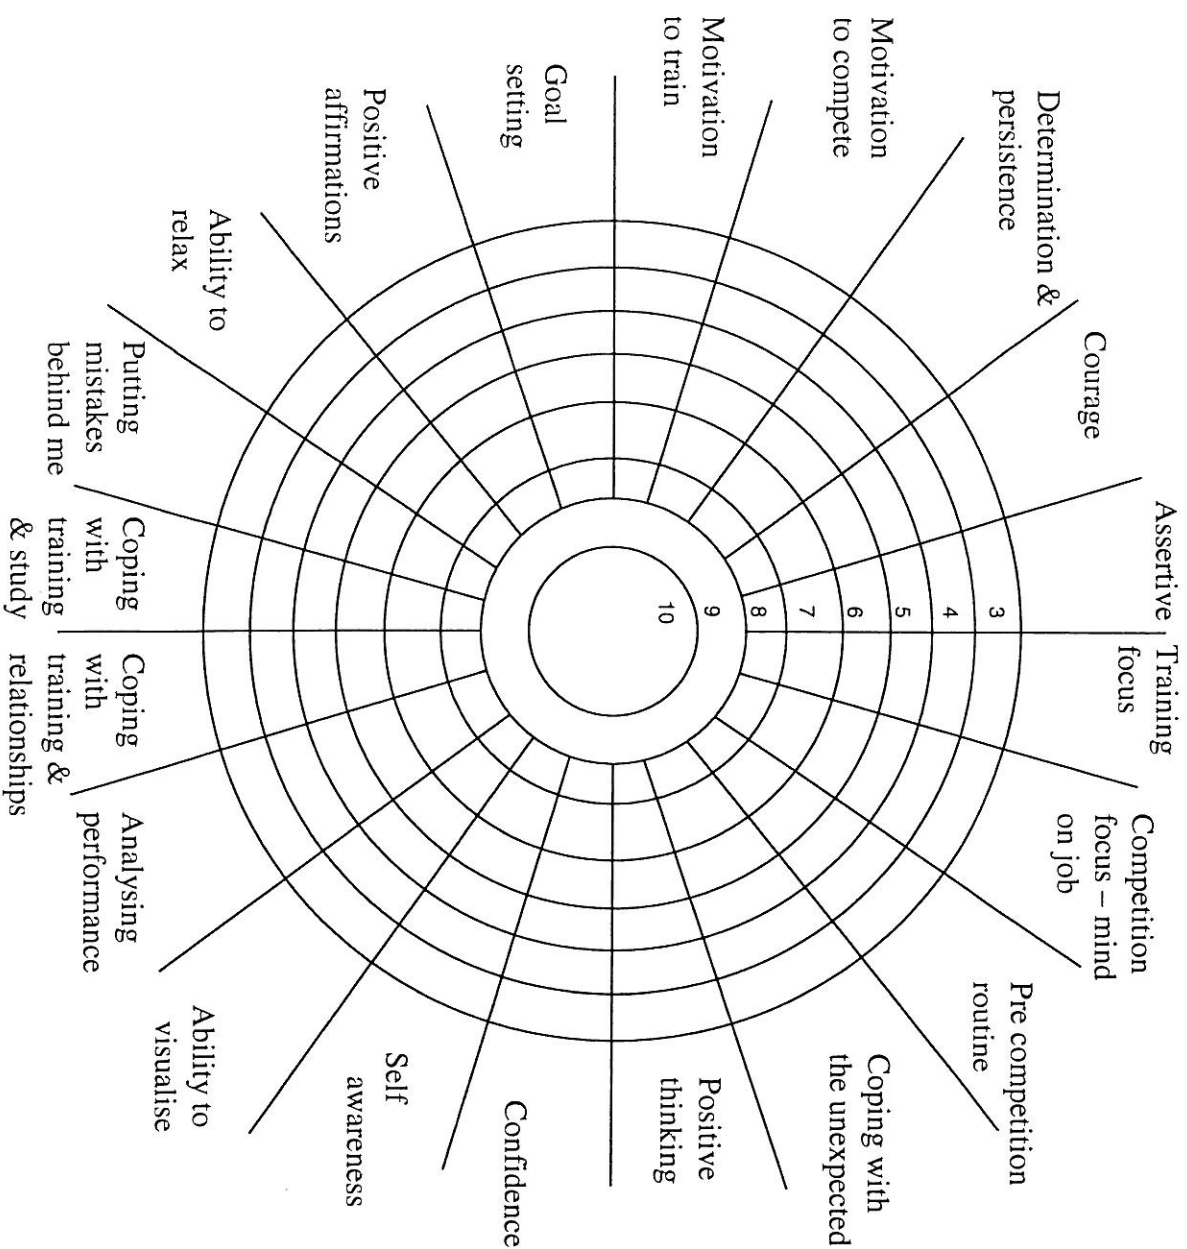 Assertive
Training
focus
Competition
focus – mind
on job
Pre competition
routine
Coping with
the unexpected
Positive
thinking
Confidence
Self
awareness
Ability to
visualise
Analysing
performance
Coping
with
training &
relationships
Coping
with
training
& study
Putting
mistakes
behind me
Ability to
relax
Positive
affirmations
Goal
setting
Motivation
to train
Motivation
to compete
Determination &
persistence
Courage
3
4
5
6
7
8
9
10